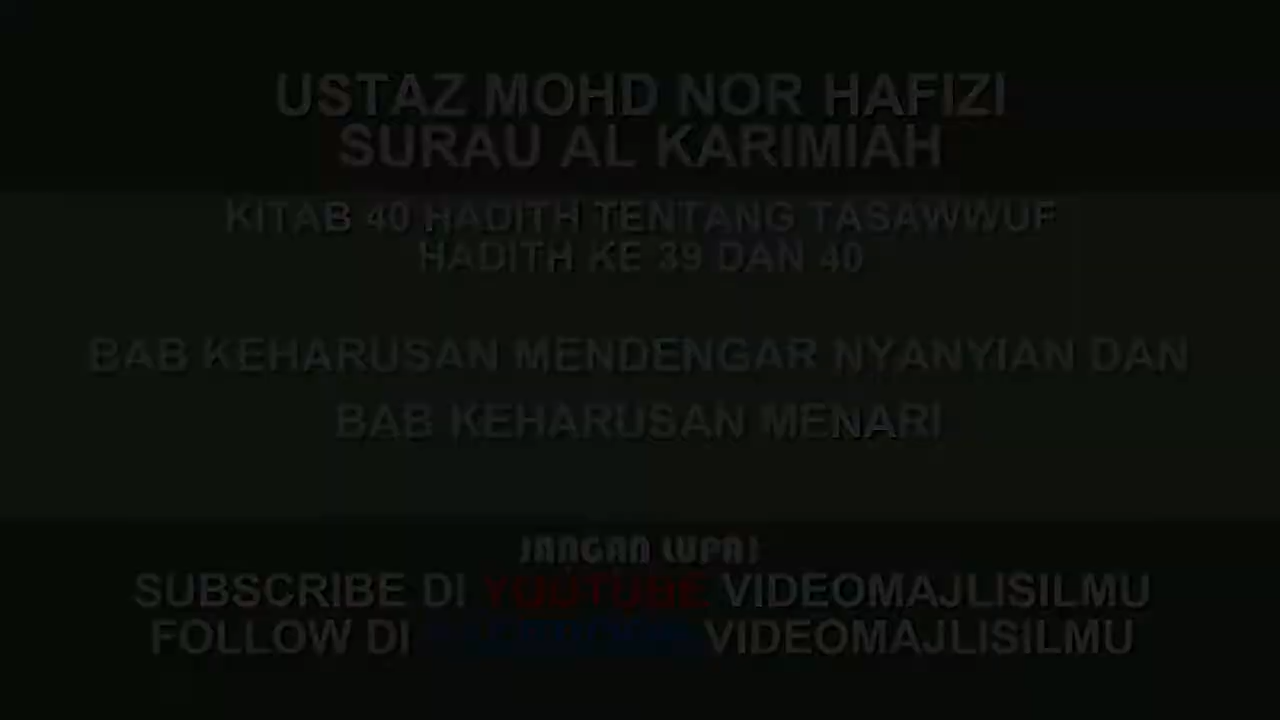 USTAZ MOHD NOR HAFIZI
SURAU AL KARIMIAH
KITAB 40 HADITH TENTANG TASAWWUF
HADITH KE 39 DAN 40
BAB KEHARUSAN MENDENGAR NYANYIAN DAN
BAB KEHARUSAN MENARI
JANGAN LUPA!
SUBSCRIBE DI YOUTUBE VIDEOMAJLISILMU
FOLLOW DI FACEBOOK VIDEOMAJLISILMU